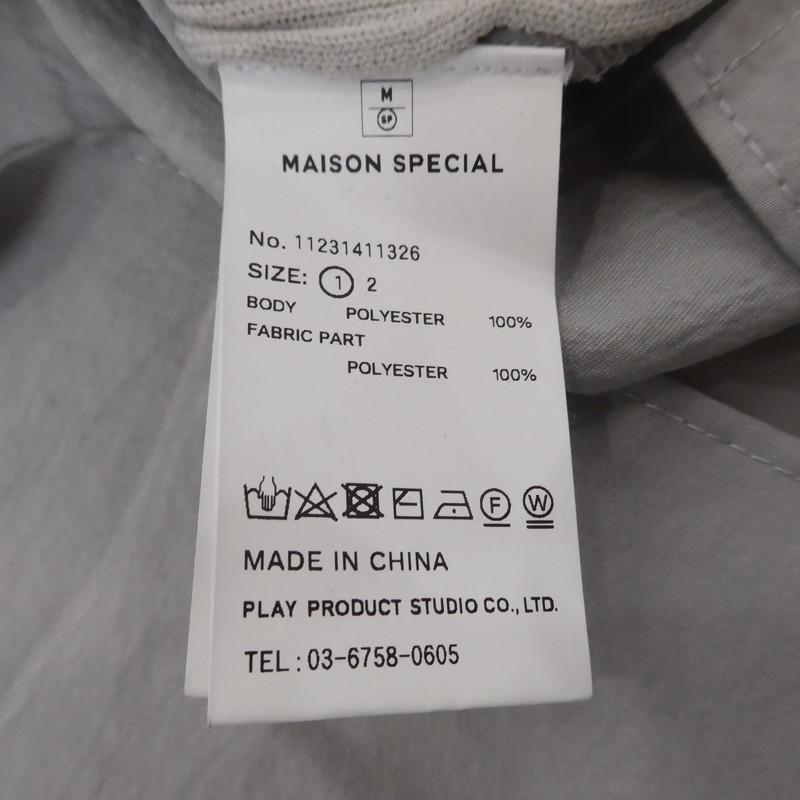 M
SP
MAISON SPECIAL
No. 11231411326
SIZE: 1 2
BODY POLYESTER 100%
FABRIC PART
POLYESTER 100%
F W
MADE IN CHINA
PLAY PRODUCT STUDIO CO., LTD.
TEL : 03-6758-0605